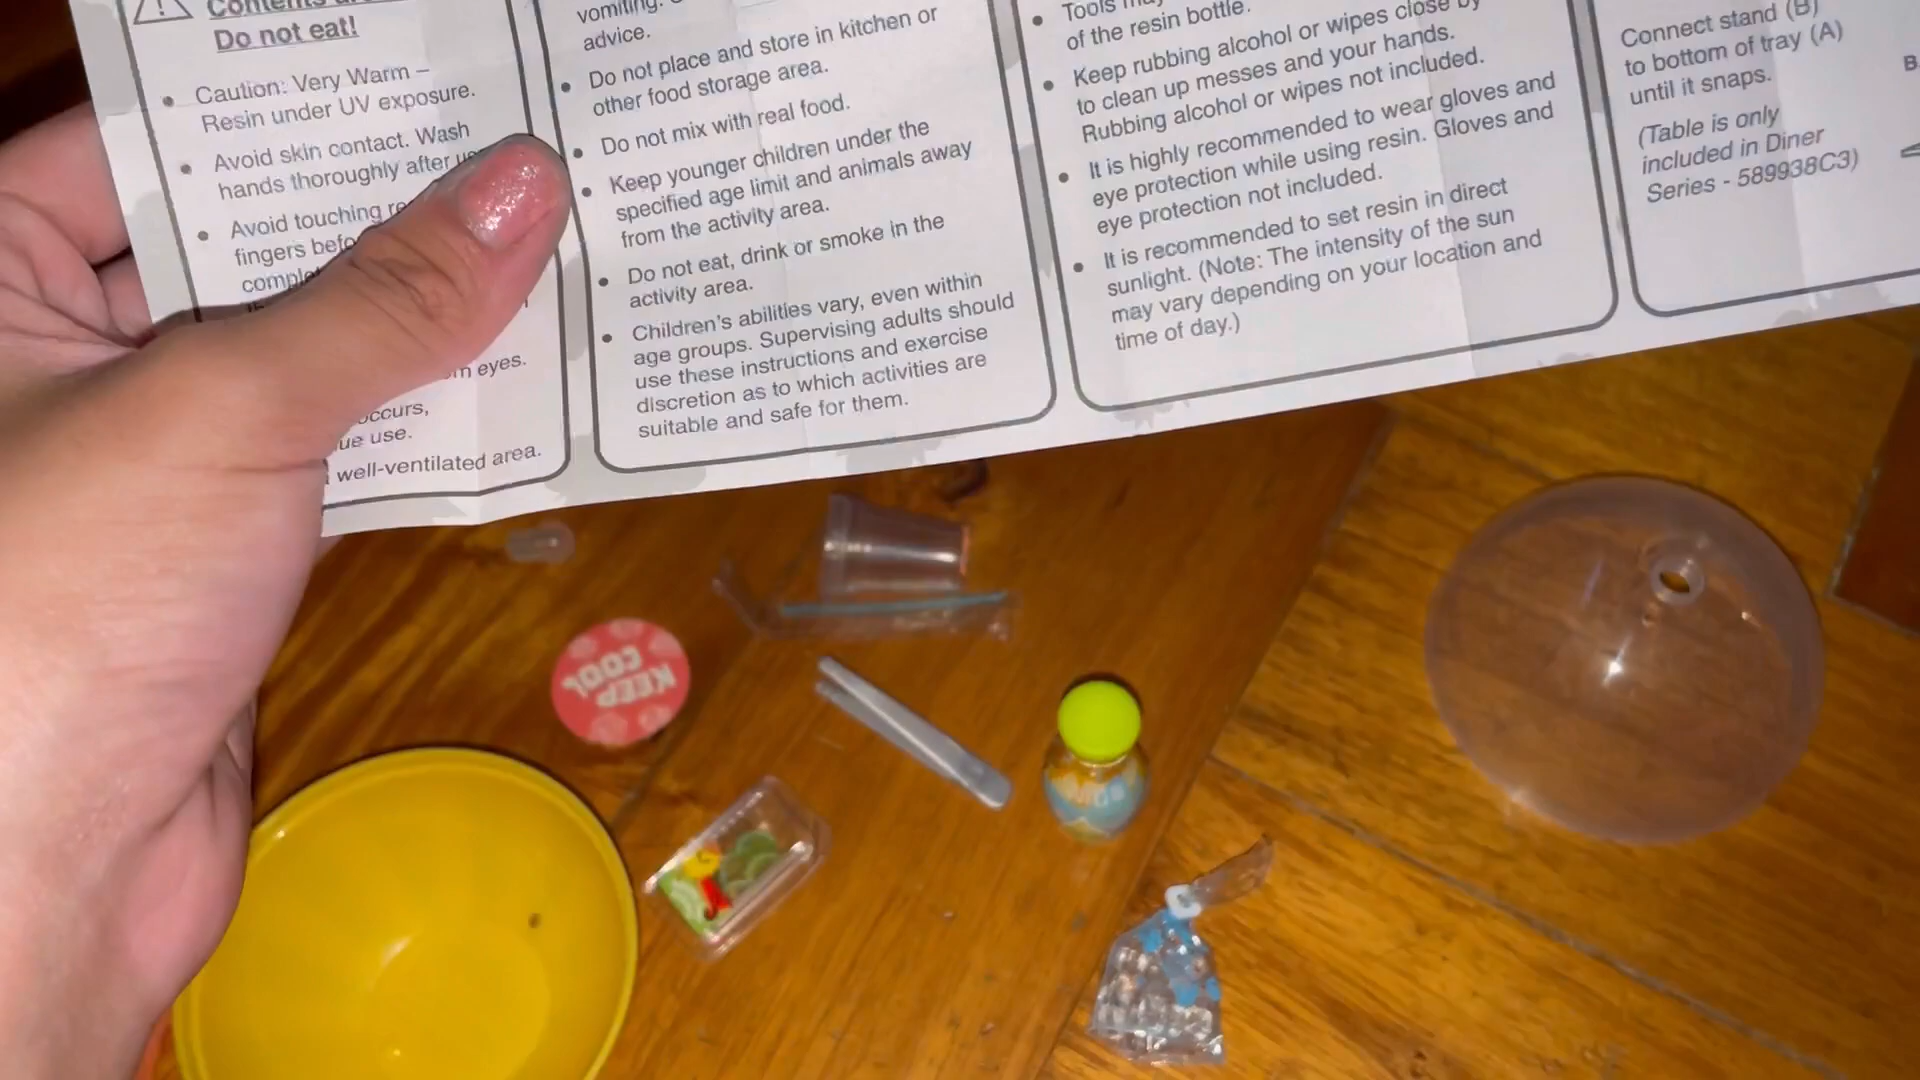 Do not eat!
Caution: Very Warm –
Resin under UV exposure.
Avoid skin contact. Wash
hands thoroughly after
Avoid touching
fingers
eyes.
occurs,
use.
well-ventilated area.
vomiting.
advice.
Do not place and store in kitchen or
other food storage area.
Do not mix with real food.
Keep younger children under the
specified age limit and animals away
from the activity area.
Do not eat, drink or smoke in the
activity area.
Children's abilities vary, even within
age groups. Supervising adults should
use these instructions and exercise
discretion as to which activities are
suitable and safe for them.
Tools
of the resin bottle.
Keep rubbing alcohol or wipes close by
to clean up messes and your hands.
Rubbing alcohol or wipes not included.
It is highly recommended to wear gloves and
eye protection while using resin. Gloves and
eye protection not included.
It is recommended to set resin in direct
sunlight. (Note: The intensity of the sun
may vary depending on your location and
time of day.)
Connect stand (B)
to bottom of tray (A)
until it snaps.
(Table is only
included in Diner
Series - 589938C3)
B
KEEP
COOL